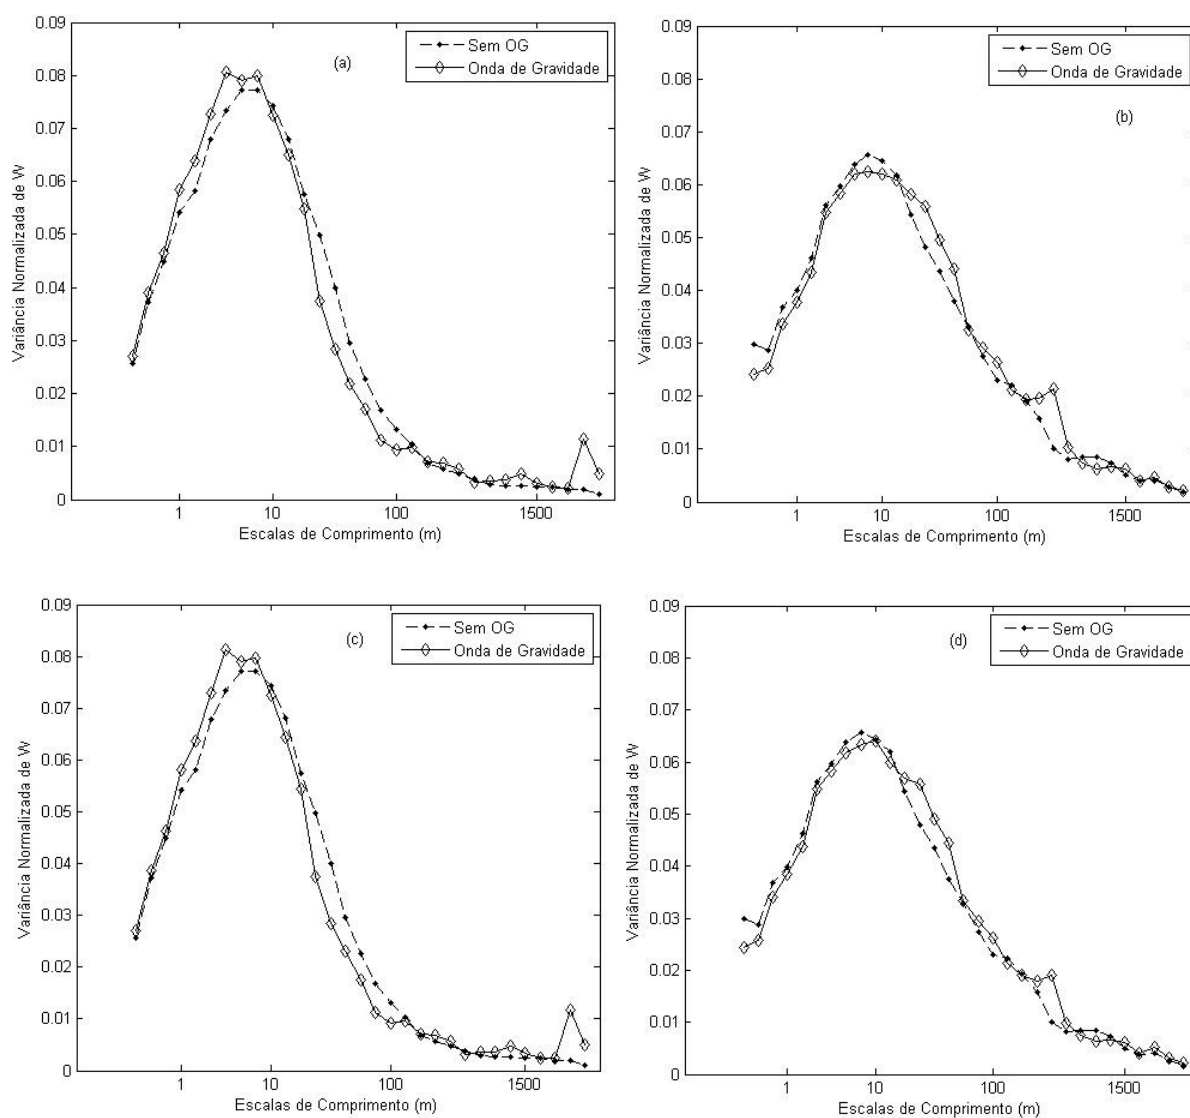 0.09
0.08
0.07
0.06
0.05
0.04
0.03
0.02
0.01
0
Variância Normalizada de W
(a)
Sem OG
Onda de Gravidade
1
10
100
1500
Escalas de Comprimento (m)
0.09
0.08
0.07
0.06
0.05
0.04
0.03
0.02
0.01
0
Variância Normalizada de W
(b)
Sem OG
Onda de Gravidade
1
10
100
1500
Escalas de Comprimento (m)
0.09
0.08
0.07
0.06
0.05
0.04
0.03
0.02
0.01
0
Variância Normalizada de W
(c)
Sem OG
Onda de Gravidade
1
10
100
1500
Escalas de Comprimento (m)
0.09
0.08
0.07
0.06
0.05
0.04
0.03
0.02
0.01
0
Variância Normalizada de W
(d)
Sem OG
Onda de Gravidade
1
10
100
1500
Escalas de Comprimento (m)